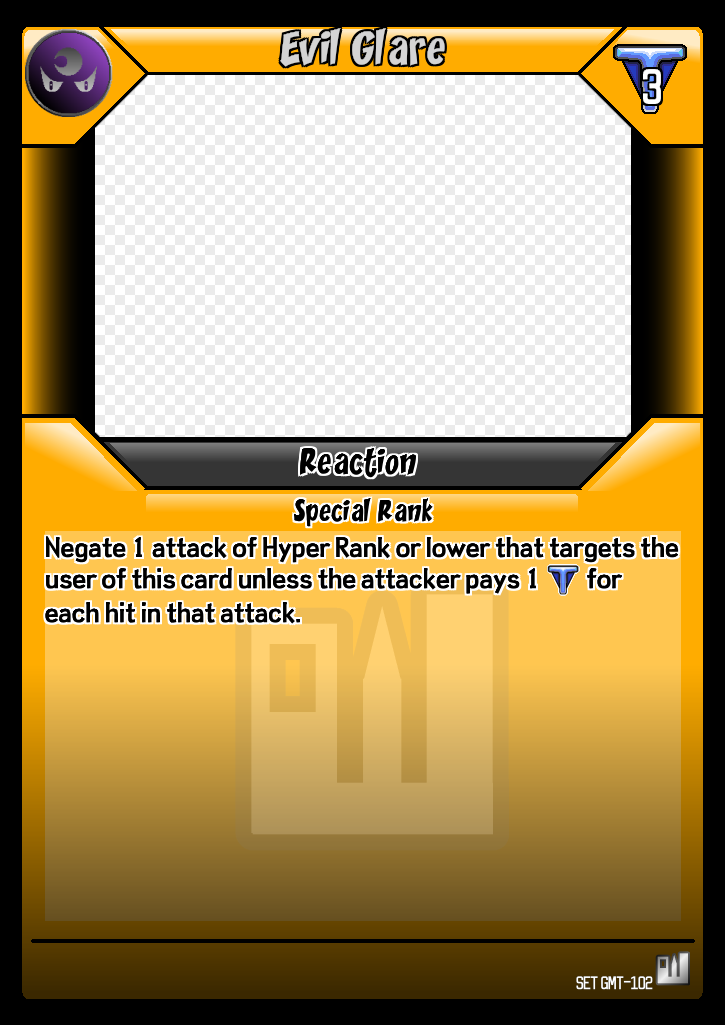 Evil Glare
3
Reaction
Special Rank
Negate 1 attack of Hyper Rank or lower that targets the
user of this card unless the attacker pays 1 T for
each hit in that attack.
SET GMT-102